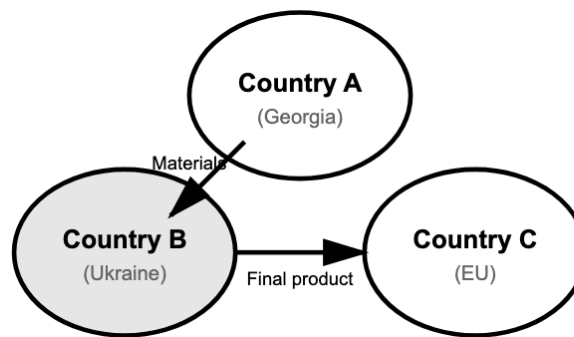 Country A
(Georgia)
Materials
Country B
(Ukraine)
Final product
Country C
(EU)